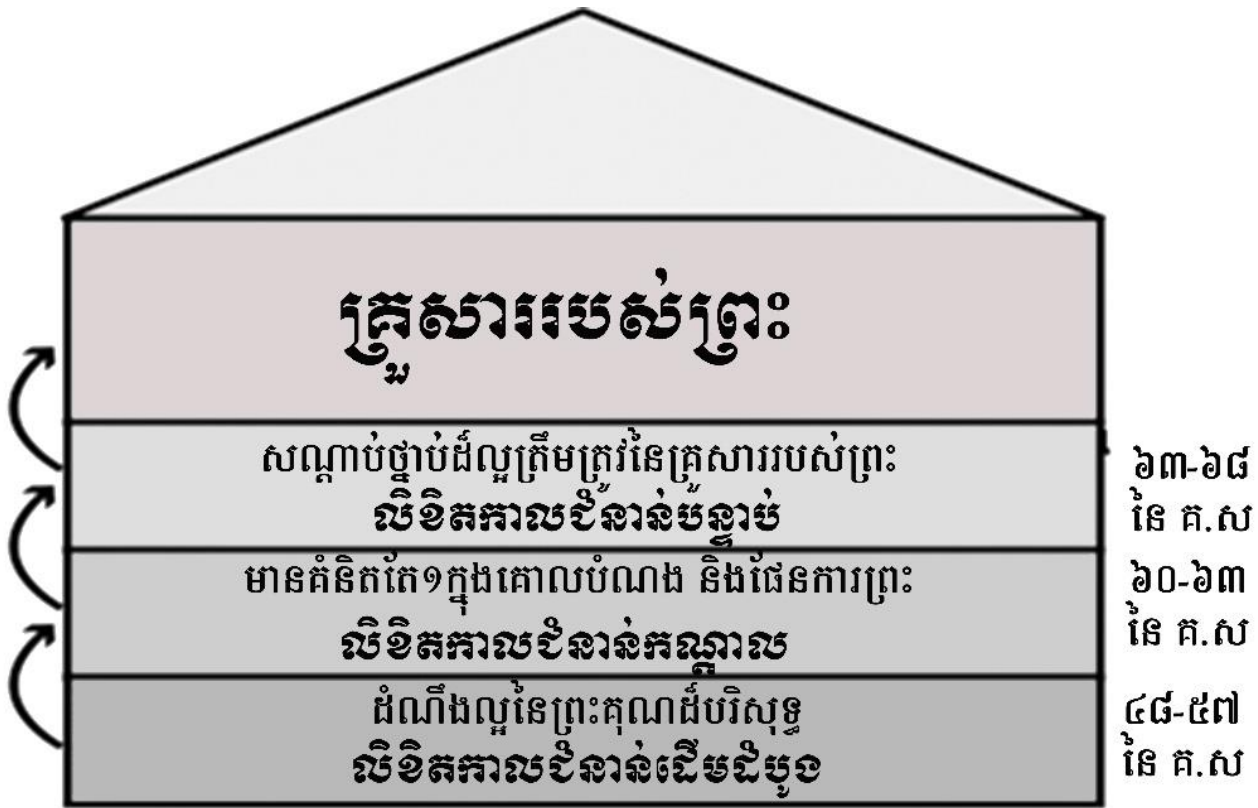 គ្រួសាររបស់ព្រះ
សណ្តាប់ថ្នាប់ដ៏ល្អត្រឹមត្រូវនៃគ្រួសាររបស់ព្រះ
លិខិតកាលជំនាន់បន្ទាប់
៦៣-៦៨
នៃ គ.ស
មានគំនិតតែ១ក្នុងគោលបំណង និងផែនការព្រះ
លិខិតកាលជំនាន់កណ្តាល
៦០-៦៣
នៃ គ.ស
ដំណឹងល្អនៃព្រះគុណដ៏បរិសុទ្ធ
លិខិតកាលជំនាន់ដើមដំបូង
៤៨-៥៧
នៃ គ.ស